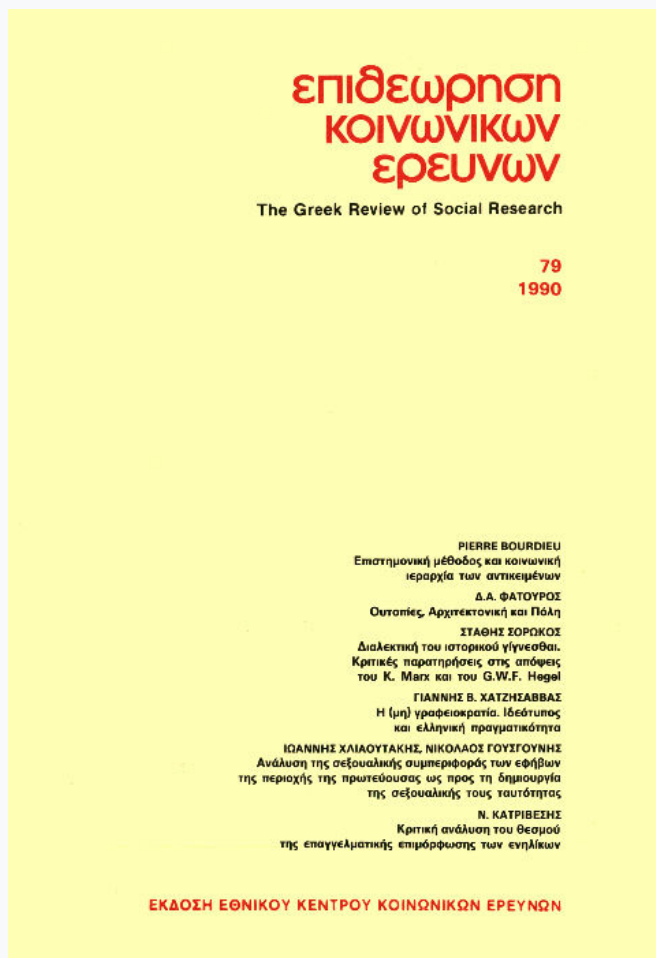 επιθεωρηση
κοινωνικων
ερευνων
The Greek Review of Social Research
79
1990
PIERRE BOURDIEU
Επιστημονική μέθοδος και κοινωνική
ιεραρχία των αντικειμένων
Δ.Α. ΦΑΤΟΥΡΟΣ
Ουτοπίες, Αρχιτεκτονική και Πόλη
ΣΤΑΘΗΣ ΣΟΡΩΚΟΣ
Διαλεκτική του ιστορικού γίγνεσθαι.
Κριτικές παρατηρήσεις στις απόψεις
του K. Marx και του G.W.F. Hegel
ΓΙΑΝΝΗΣ Β. ΧΑΤΖΗΣΑΒΒΑΣ
Η (μη) γραφειοκρατία. Ιδεότυπος
και ελληνική πραγματικότητα
ΙΩΑΝΝΗΣ ΧΛΙΑΟΥΤΑΚΗΣ, ΝΙΚΟΛΑΟΣ ΓΟΥΣΓΟΥΝΗΣ
Ανάλυση της σεξουαλικής συμπεριφοράς των εφήβων
της περιοχής της πρωτεύουσας ως προς τη δημιουργία
της σεξουαλικής τους ταυτότητας
Ν. ΚΑΤΡΙΒΕΣΗΣ
Κριτική ανάλυση του θεσμού
της επαγγελματικής επιμόρφωσης των ενηλίκων
ΕΚΔΟΣΗ ΕΘΝΙΚΟΥ ΚΕΝΤΡΟΥ ΚΟΙΝΩΝΙΚΩΝ ΕΡΕΥΝΩΝ